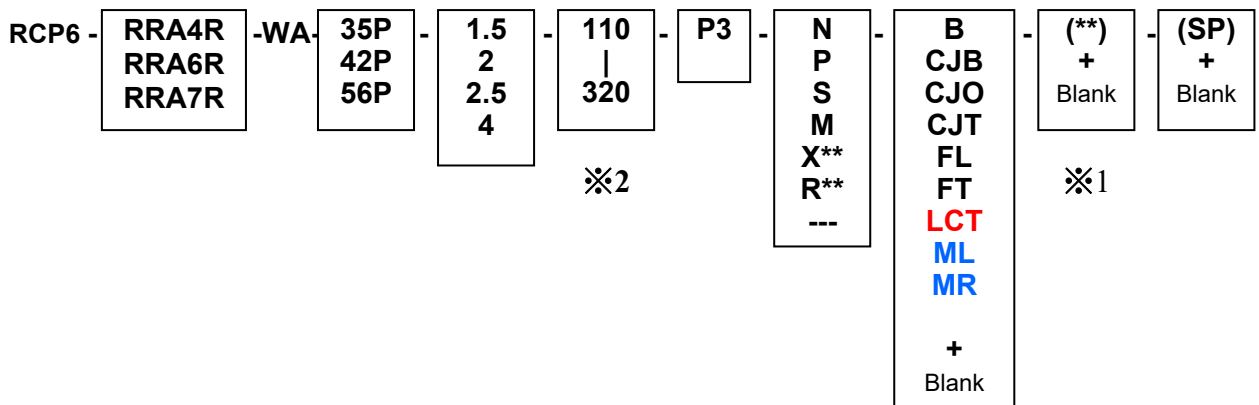 RCP6 - RRA4R -WA- 35P - 1.5 - 110 - P3 - N - B - (**) - (SP)
RRA6R 42P 2 | P CJB + +
RRA7R 56P 2.5 320 S CJO Blank Blank
4 M CJT
X** FL
※2 R** FT ※1
--- LCT
ML
MR
+
Blank